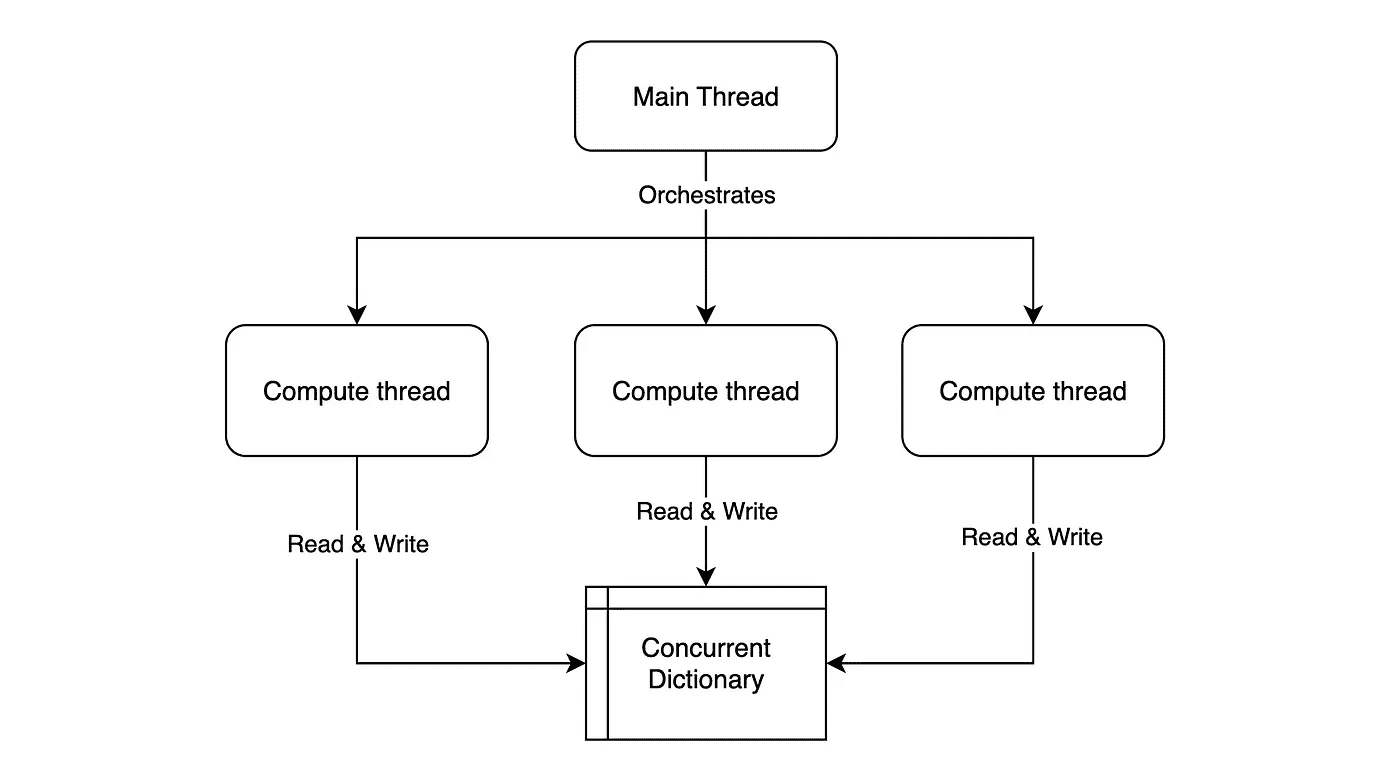 Main Thread
Orchestrates
Compute thread
Compute thread
Compute thread
Read & Write
Read & Write
Read & Write
Concurrent
Dictionary